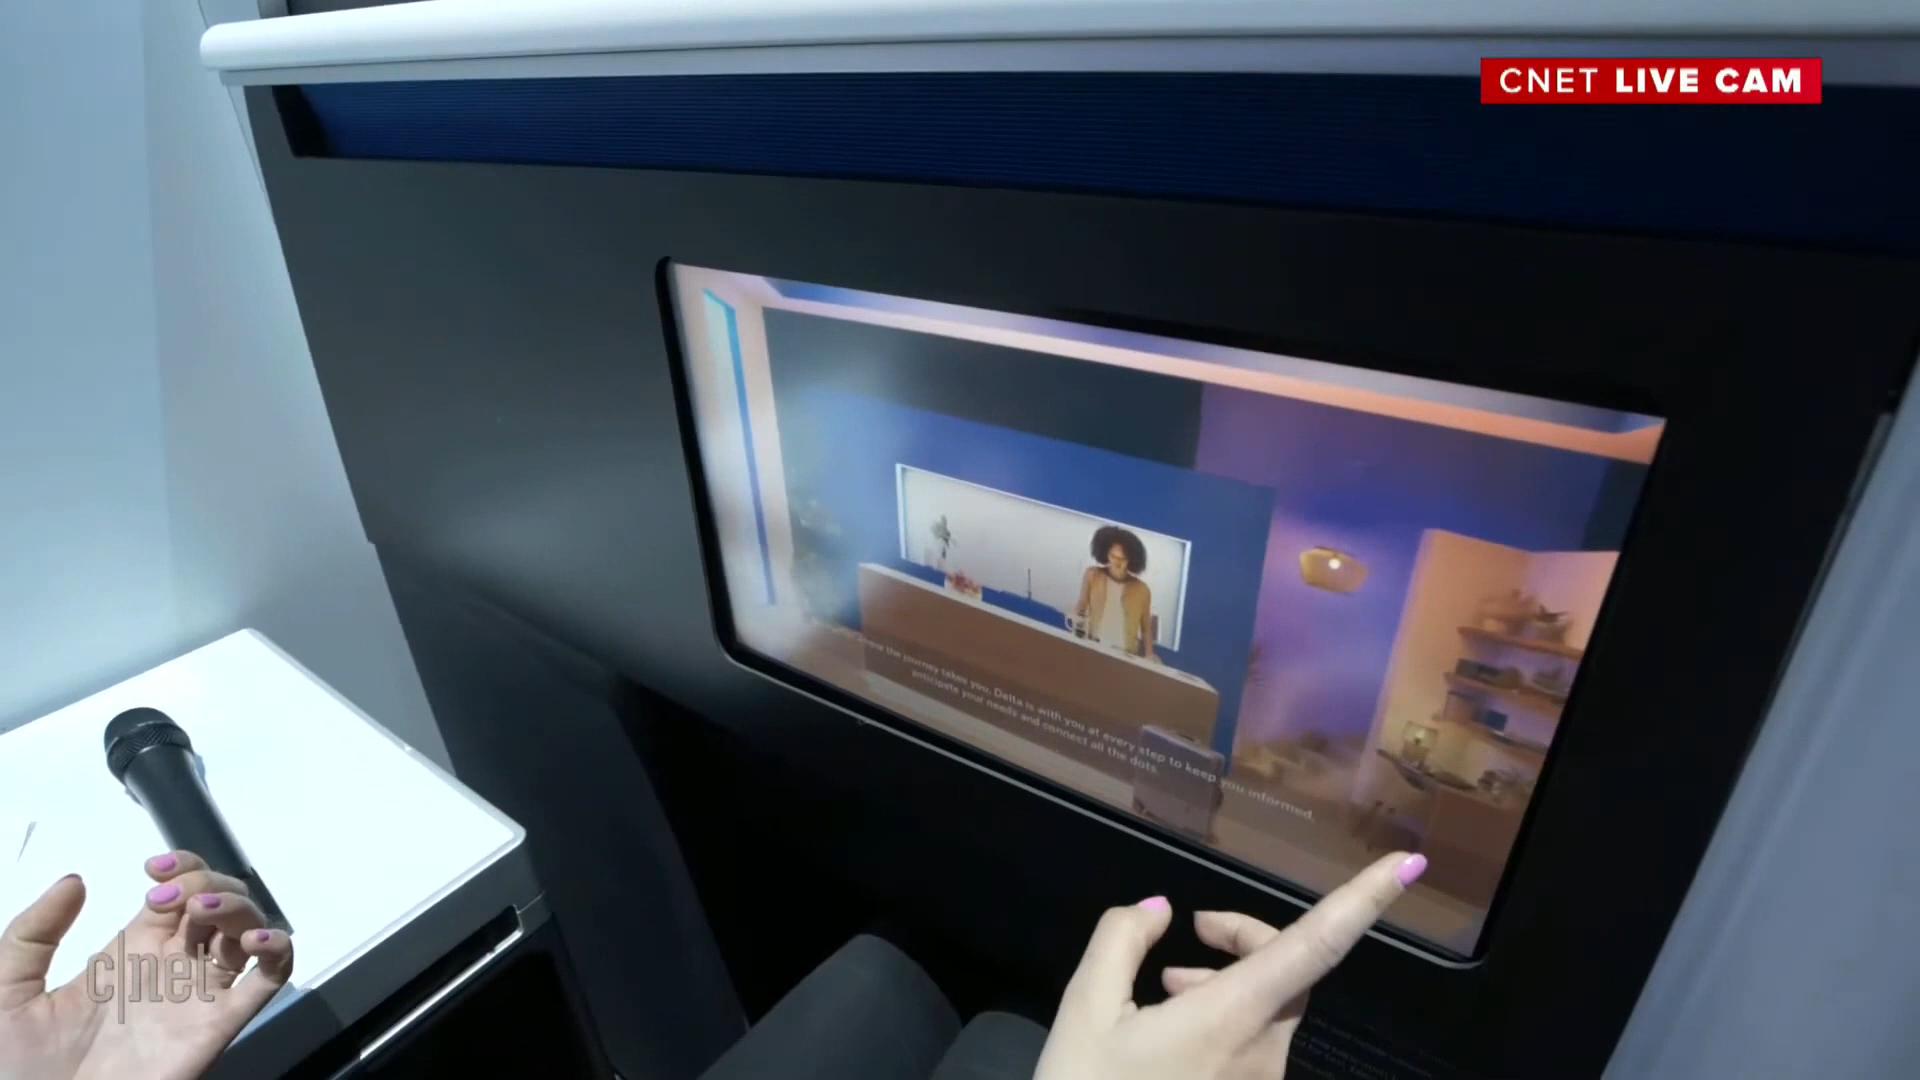 CNET LIVE CAM
the journey takes you, Delta is with you at every step to keep you informed,
anticipate your needs and connect all the dots.
c|net